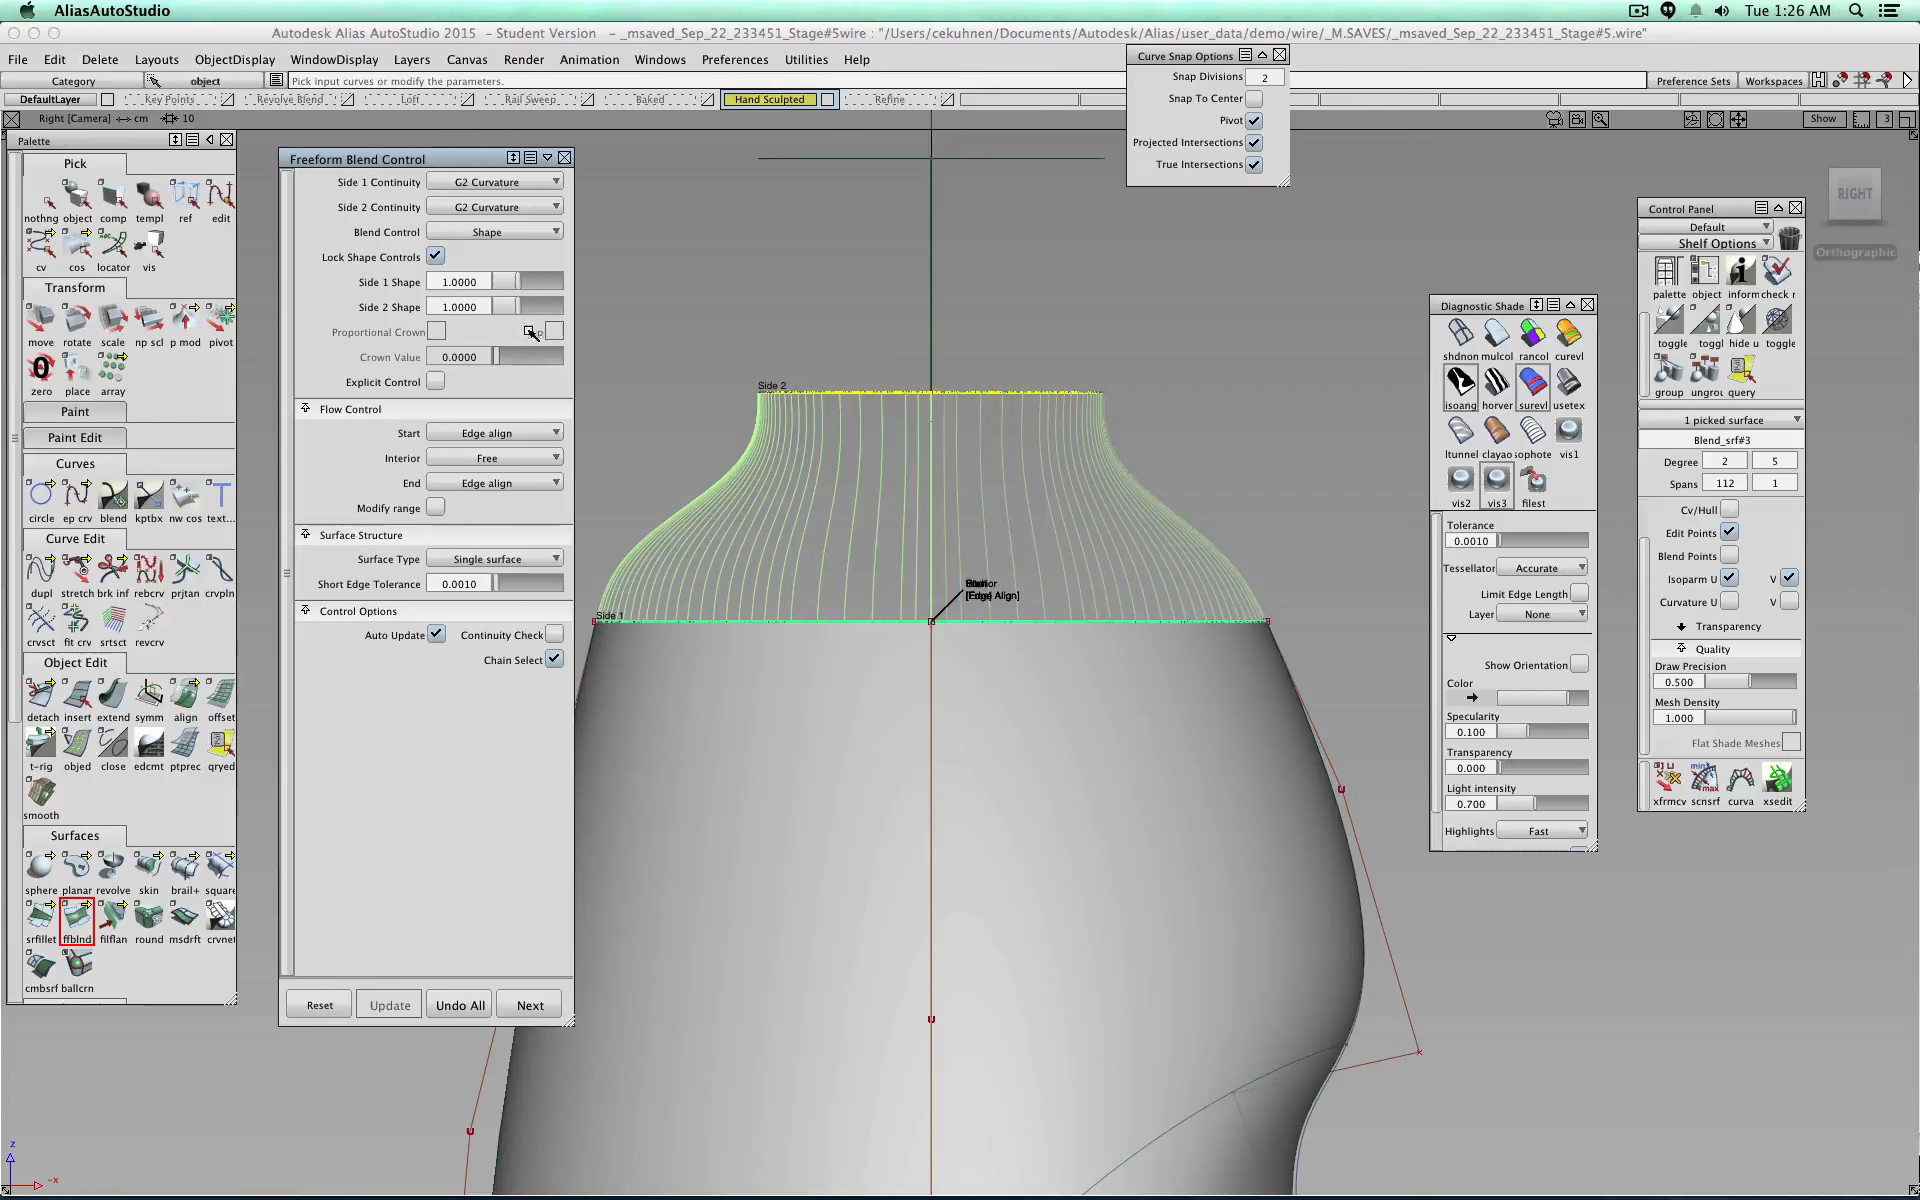 AliasAutoStudio
Tue 1:26 AM
Autodesk Alias AutoStudio 2015 - Student Version - _msaved_Sep_22_233451_Stage#5wire : "/Users/cekuhnen/Documents/Autodesk/Alias/user_data/demo/wire/_M.SAVES/_msaved_Sep_22_233451_Stage#5.wire"
File Edit Delete Layouts ObjectDisplay WindowDisplay Layers Canvas Render Animation Windows Preferences Utilities Help
Category object Pick input curves or modify the parameters. Preference Sets Workspaces
DefaultLayer Key Points Revolve Blend Loft Rail Sweep Baked Hand Sculpted Refine
Right [Camera] cm 10 Show 3
Curve Snap Options
Snap Divisions 2
Snap To Center
Pivot
Projected Intersections
True Intersections
Palette
Pick
nothng object comp templ ref edit
cv cos locator vis
Transform
move rotate scale np scl p mod pivot
zero place array
Paint
Paint Edit
Curves
circle ep crv blend kptbx nw cos text...
Curve Edit
dupl stretch brk inf rebcrv prjtan crvpln
crvsct fit crv srtsct revcrv
Object Edit
detach insert extend symm align offset
t-rig objed close edcmt ptprec qryed
smooth
Surfaces
sphere planar revolve skin brail+ square
srfillet ffblnd filflan round msdrft crvnet
cmbsrf ballcrn
Freeform Blend Control
Side 1 Continuity G2 Curvature
Side 2 Continuity G2 Curvature
Blend Control Shape
Lock Shape Controls
Side 1 Shape 1.0000
Side 2 Shape 1.0000
Proportional Crown
Crown Value 0.0000
Explicit Control
Flow Control
Start Edge align
Interior Free
End Edge align
Modify range
Surface Structure
Surface Type Single surface
Short Edge Tolerance 0.0010
Control Options
Auto Update Continuity Check
Chain Select
Reset Update Undo All Next
Side 2
Side 1
[Edge Align]
RIGHT
Orthographic
Diagnostic Shade
shdnon mulcol rancol curevl
isoang horver surevl usetex
ltunnel clayao sophote vis1
vis2 vis3 filest
Tolerance
0.0010
Tessellator Accurate
Limit Edge Length
Layer None
Show Orientation
Color
Specularity
0.100
Transparency
0.000
Light intensity
0.700
Highlights Fast
Control Panel
Default
Shelf Options
palette object inform check r
toggle toggl hide u toggle
group ungrou query
1 picked surface
Blend_srf#3
Degree 2 5
Spans 112 1
Cv/Hull
Edit Points
Blend Points
Isoparm U V
Curvature U V
Transparency
Quality
Draw Precision
0.500
Mesh Density
1.000
Flat Shade Meshes
xfrmcv scnsrf curva xsedit
z
-x